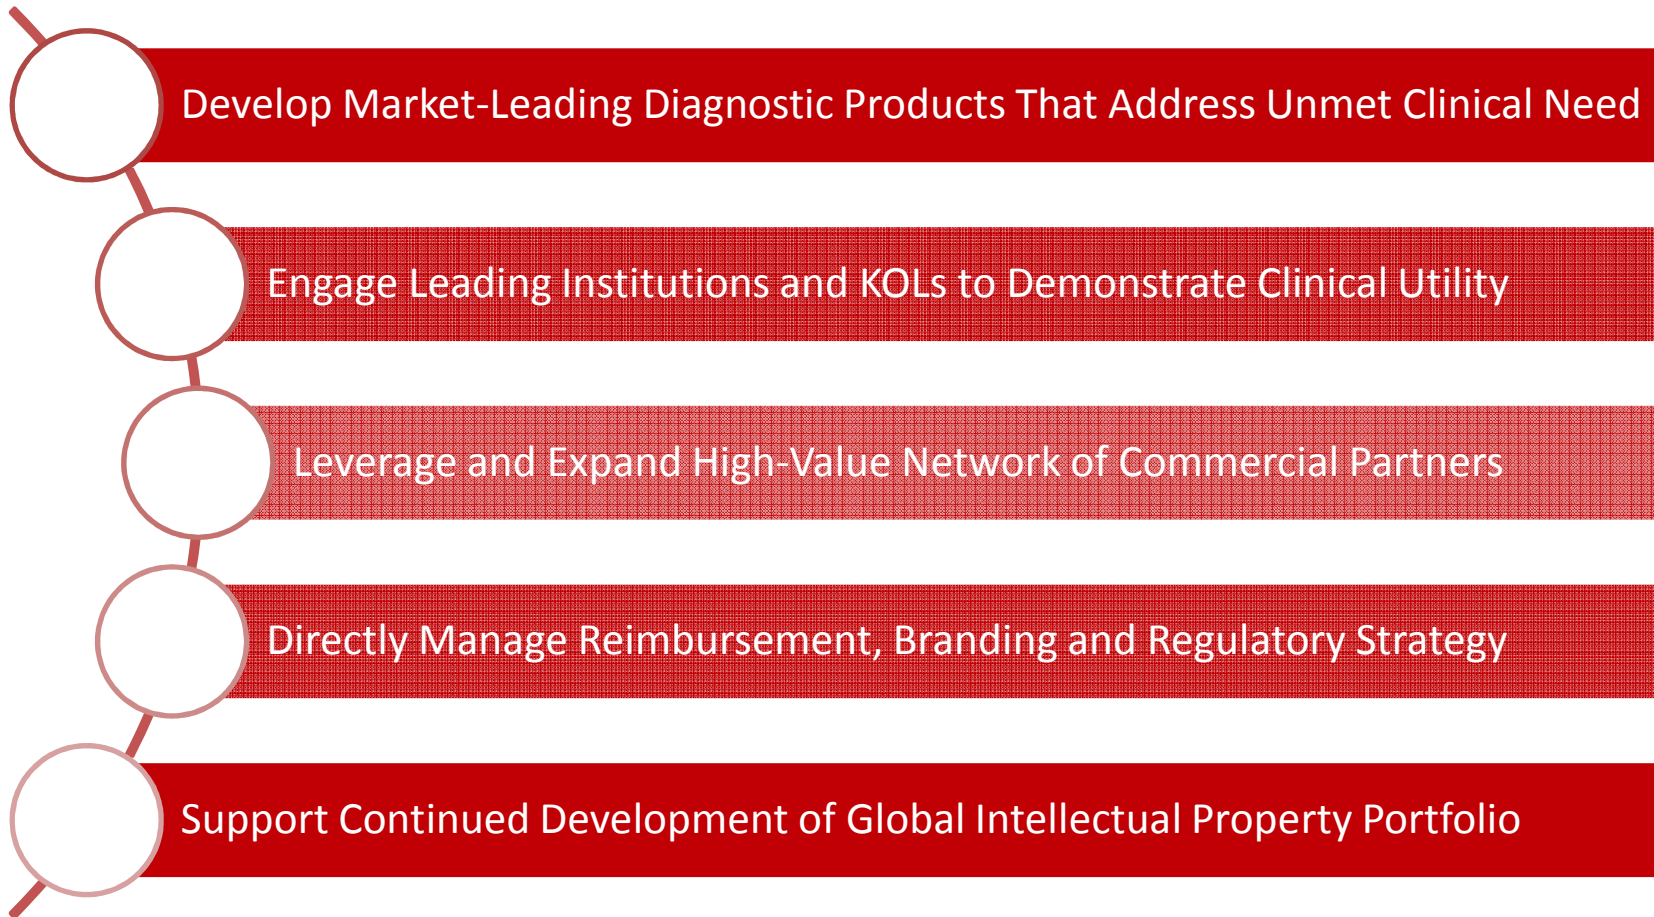 Develop Market-Leading Diagnostic Products That Address Unmet Clinical Need
Engage Leading Institutions and KOLs to Demonstrate Clinical Utility
Leverage and Expand High-Value Network of Commercial Partners
Directly Manage Reimbursement, Branding and Regulatory Strategy
Support Continued Development of Global Intellectual Property Portfolio